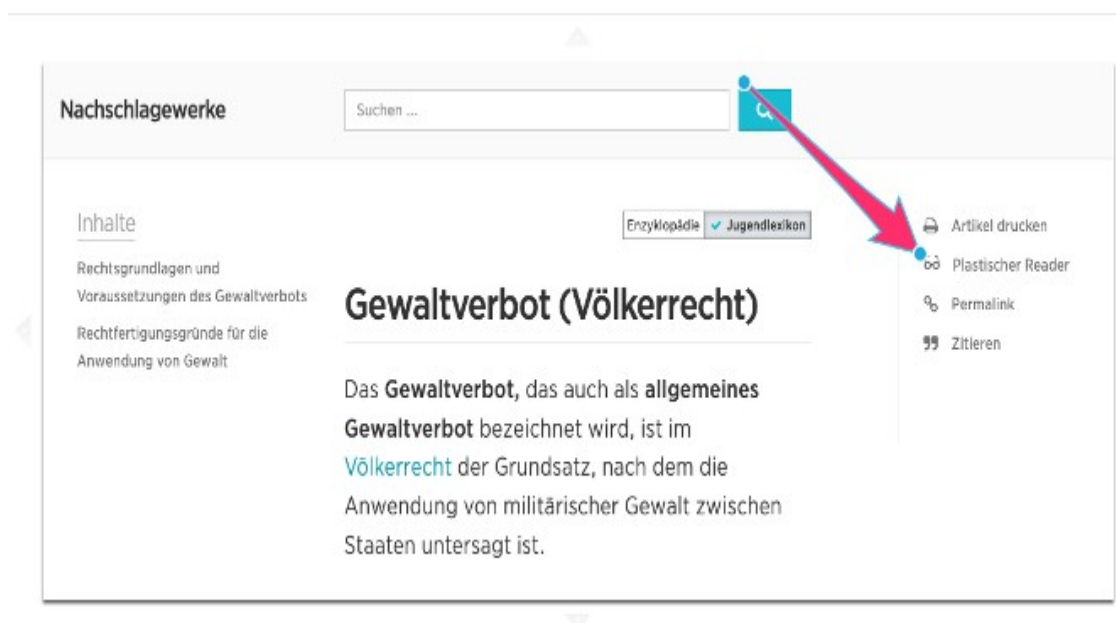 Nachschlagewerke
Suchen ...
Inhalte
Rechtsgrundlagen und
Voraussetzungen des Gewaltverbots
Rechtfertigungsgründe für die
Anwendung von Gewalt
Enzyklopädie ✓ Jugendlexikon
Gewaltverbot (Völkerrecht)
Das Gewaltverbot, das auch als allgemeines
Gewaltverbot bezeichnet wird, ist im
Völkerrecht der Grundsatz, nach dem die
Anwendung von militärischer Gewalt zwischen
Staaten untersagt ist.
Artikel drucken
Plastischer Reader
Permalink
Zitieren